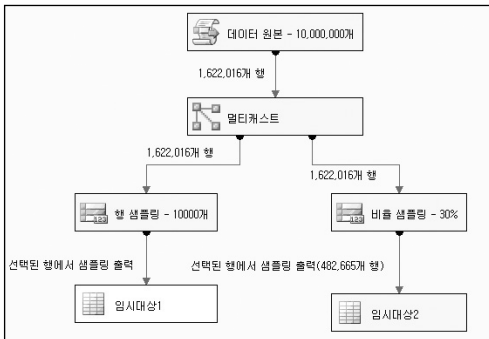 데이터 원본 - 10,000,000개
1,622,016개 행
멀티캐스트
1,622,016개 행
1,622,016개 행
행 샘플링 - 10000개
비율 샘플링 - 30%
선택된 행에서 샘플링 출력
선택된 행에서 샘플링 출력(482,665개 행)
임시대상1
임시대상2